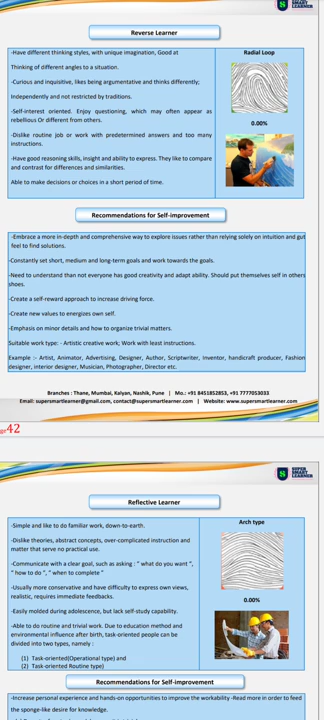 SUPER
SMART
LEARNER
Reverse Learner
-Have different thinking styles, with unique imagination, Good at
Thinking of different angles to a situation.
-Curious and inquisitive, likes being argumentative and thinks differently;
Independently and not restricted by traditions.
-Self-interest oriented. Enjoy questioning, which may often appear as
rebellious Or different from others.
-Dislike routine job or work with predetermined answers and too many
instructions.
-Have good reasoning skills, insight and ability to express. They like to compare
and contrast for differences and similarities.
Able to make decisions or choices in a short period of time.
Radial Loop
0.00%
Recommendations for Self-improvement
-Embrace a more in-depth and comprehensive way to explore issues rather than relying solely on intuition and gut
feel to find solutions.
-Constantly set short, medium and long-term goals and work towards the goals.
-Need to understand than not everyone has good creativity and adapt ability. Should put themselves self in others
shoes.
-Create a self-reward approach to increase driving force.
-Create new values to energizes own self.
-Emphasis on minor details and how to organize trivial matters.
Suitable work type: - Artistic creative work; Work with least instructions.
Example :- Artist, Animator, Advertising, Designer, Author, Scriptwriter, Inventor, handicraft producer, Fashion
designer, interior designer, Musician, Photographer, Director etc.
Branches : Thane, Mumbai, Kalyan, Nashik, Pune | Mo.: +91 8451852853, +91 7777053033
Email: supersmartlearner@gmail.com, contact@supersmartlearner.com | Website: www.supersmartlearner.com
42
SUPER
SMART
LEARNER
Reflective Learner
-Simple and like to do familiar work, down-to-earth.
-Dislike theories, abstract concepts, over-complicated instruction and
matter that serve no practical use.
-Communicate with a clear goal, such as asking : " what do you want ",
" how to do ", " when to complete "
-Usually more conservative and have difficulty to express own views,
realistic, requires immediate feedbacks.
-Easily molded during adolescence, but lack self-study capability.
-Able to do routine and trivial work. Due to education method and
environmental influence after birth, task-oriented people can be
divided into two types, namely :
(1) Task-oriented(Operational type) and
(2) Task-oriented Routine type)
Arch type
0.00%
Recommendations for Self-improvement
-Increase personal experience and hands-on opportunities to improve the workability -Read more in order to feed
the sponge-like desire for knowledge.